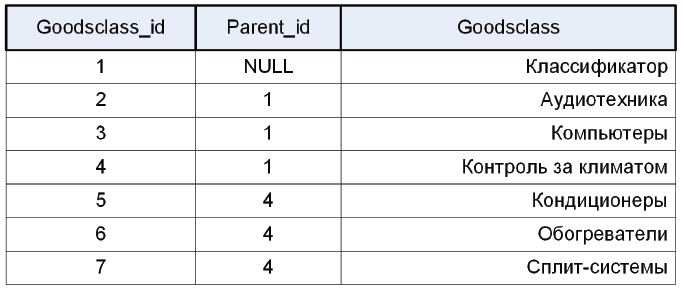 Goodsclass_id Parent_id Goodsclass
1 NULL Классификатор
2 1 Аудиотехника
3 1 Компьютеры
4 1 Контроль за климатом
5 4 Кондиционеры
6 4 Обогреватели
7 4 Сплит-системы